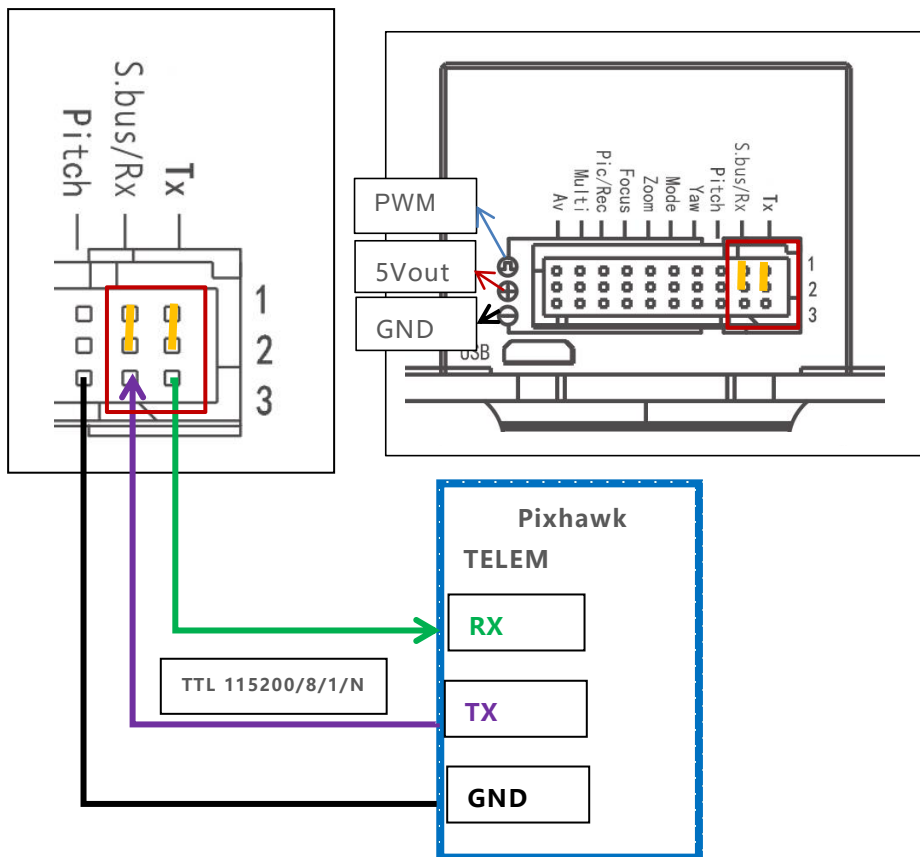 Pitch
S.bus/Rx
Tx
1
2
3
PWM
5Vout
GND
USB
Av
Multi
Pic/Rec
Focus
Zoom
Mode
Yaw
Pitch
S.bus/Rx
Tx
1
2
3
Pixhawk
TELEM
RX
TTL 115200/8/1/N
TX
GND